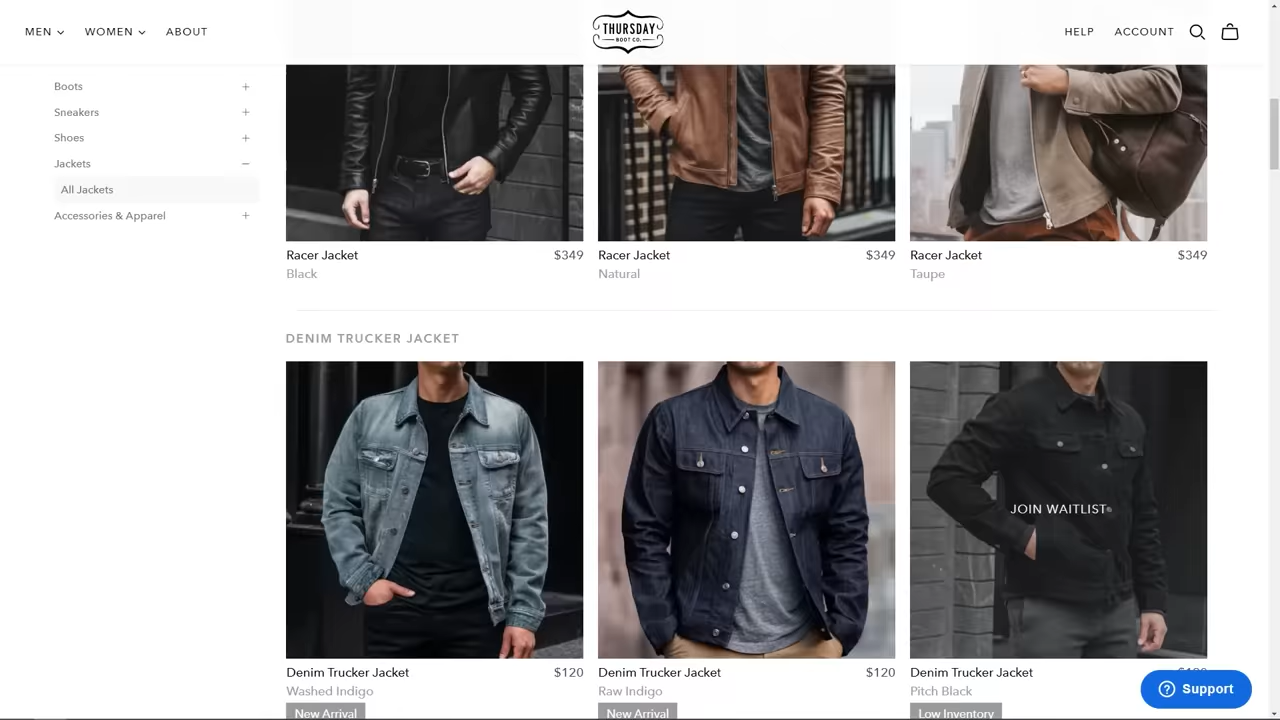 MEN
WOMEN
ABOUT
THURSDAY
BOOT CO.
HELP
ACCOUNT
Boots
Sneakers
Shoes
Jackets
All Jackets
Accessories & Apparel
Racer Jacket $349
Black
Racer Jacket $349
Natural
Racer Jacket $349
Taupe
DENIM TRUCKER JACKET
JOIN WAITLIST
Denim Trucker Jacket $120
Washed Indigo
New Arrival
Denim Trucker Jacket $120
Raw Indigo
New Arrival
Denim Trucker Jacket
Pitch Black
Low Inventory
Support